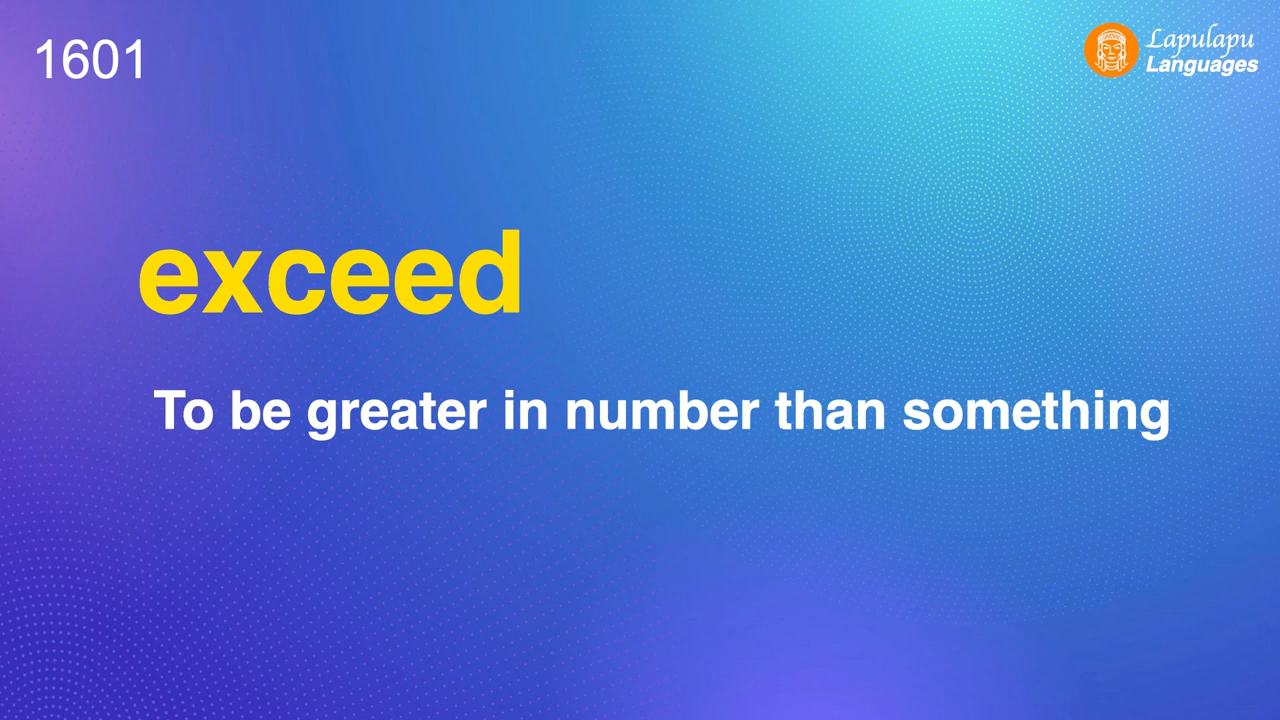 1601
Lapulapu
Languages
exceed
To be greater in number than something